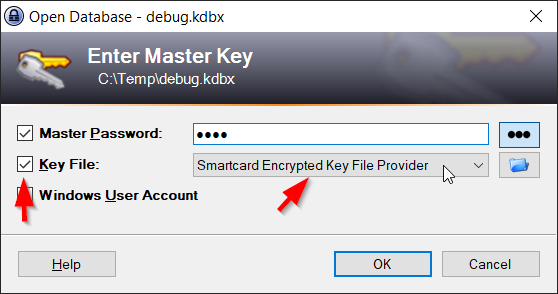 Open Database - debug.kdbx
Enter Master Key
C:\Temp\debug.kdbx
Master Password: ●●●● ●●●
Key File: Smartcard Encrypted Key File Provider
Windows User Account
Help OK Cancel